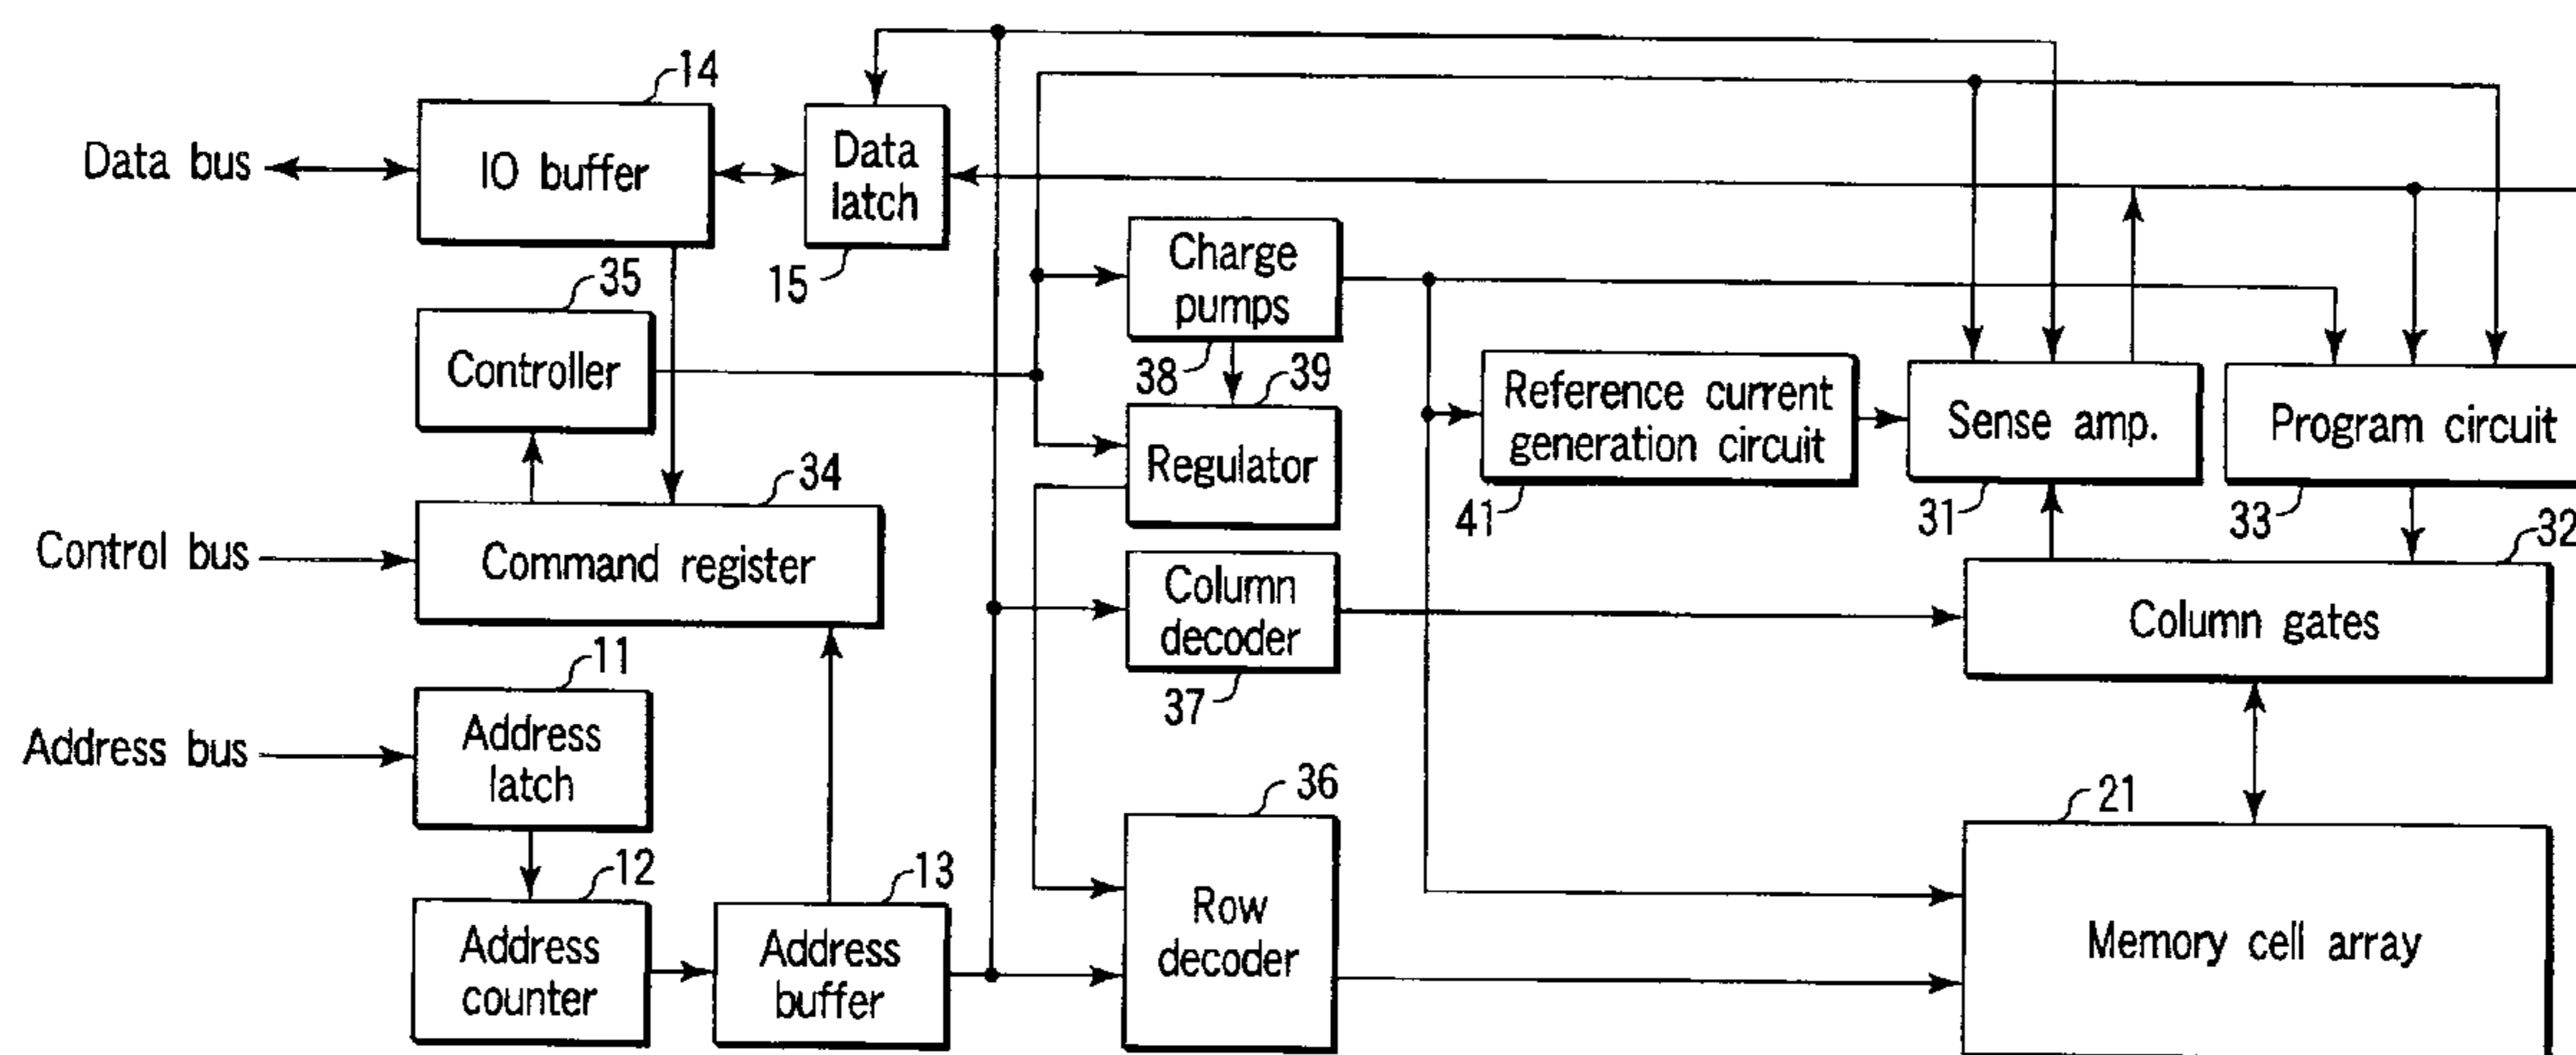 14
Data bus
IO buffer
Data
latch
15
35
Controller
Charge
pumps
38
39
Regulator
Reference current
generation circuit
41
Sense amp.
31
Program circuit
33
34
Control bus
Command register
Column
decoder
37
32
Column gates
11
Address bus
Address
latch
12
Address
counter
13
Address
buffer
36
Row
decoder
21
Memory cell array